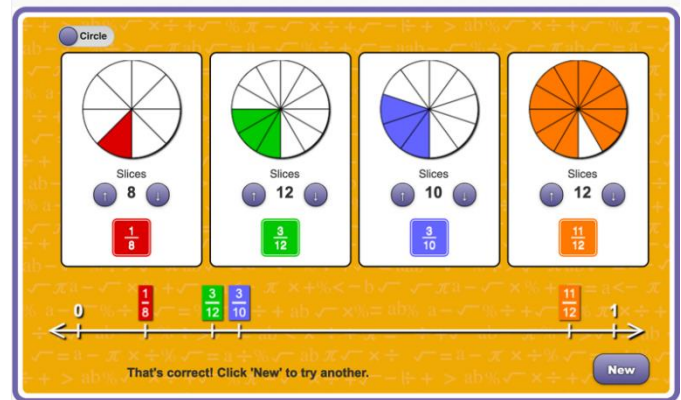 Circle
Slices Slices Slices Slices
↑ 8 ↓ ↑ 12 ↓ ↑ 10 ↓ ↑ 12 ↓
1/8 3/12 3/10 11/12
1/8 3/12 3/10 11/12
0 1
That's correct! Click 'New' to try another.
New